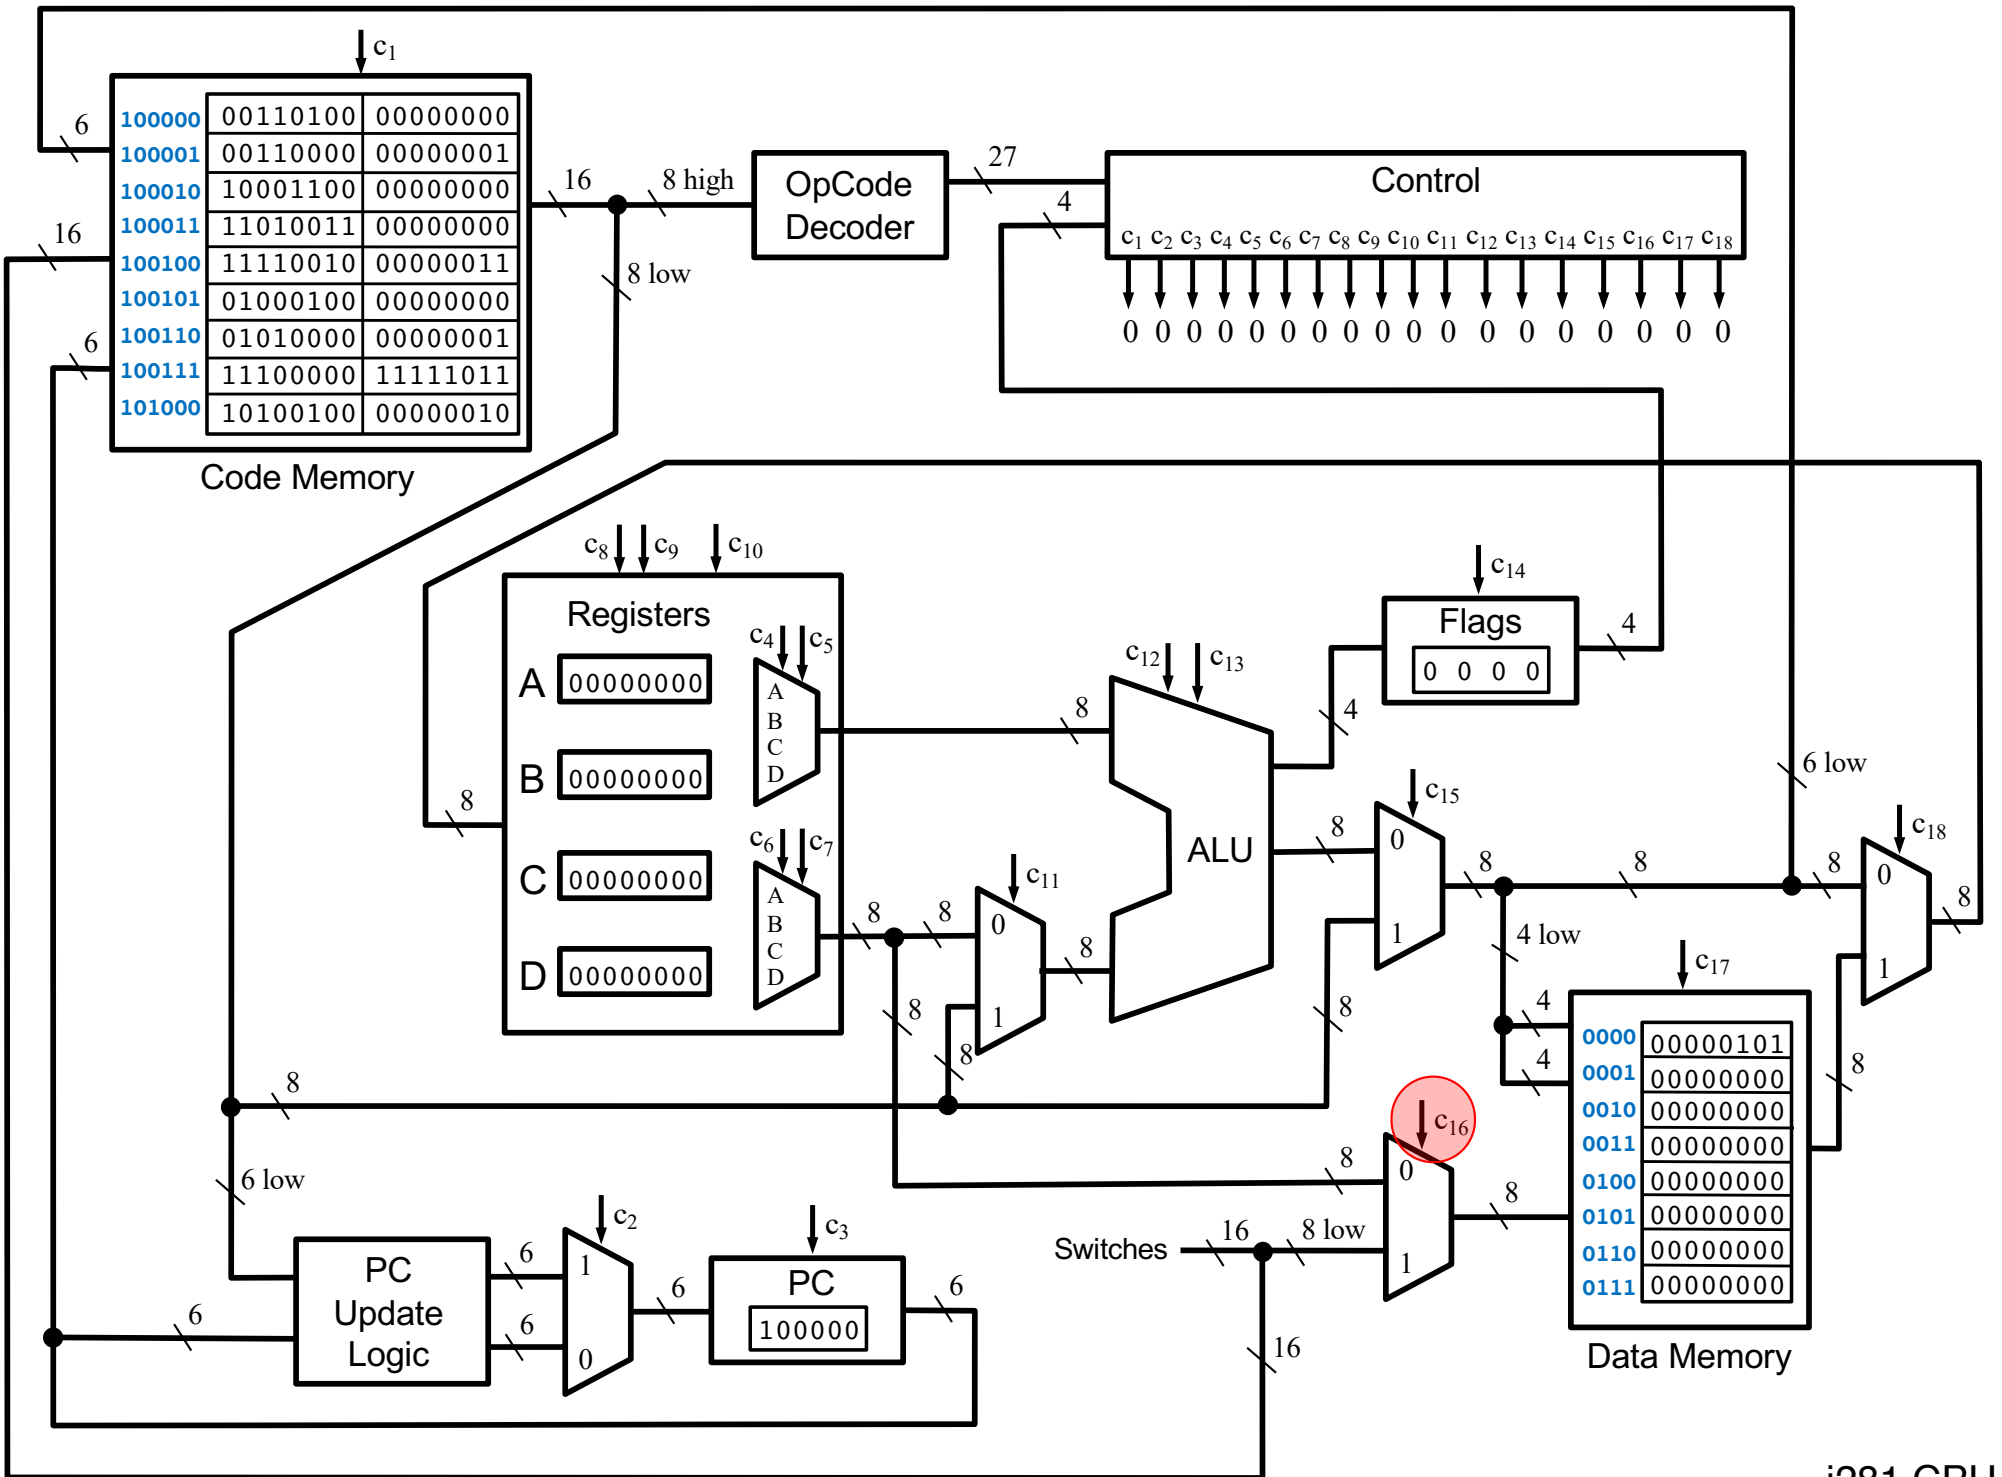 c1
100000 00110100 00000000
100001 00110000 00000001
100010 10001100 00000000
100011 11010011 00000000
100100 11110010 00000011
100101 01000100 00000000
100110 01010000 00000001
100111 11100000 11111011
101000 10100100 00000010
Code Memory
6
16
6
16
8 high
8 low
OpCode
Decoder
27
4
Control
c1 c2 c3 c4 c5 c6 c7 c8 c9 c10 c11 c12 c13 c14 c15 c16 c17 c18
0 0 0 0 0 0 0 0 0 0 0 0 0 0 0 0 0 0
c8 c9 c10
Registers
A 00000000
B 00000000
C 00000000
D 00000000
8
c4 c5
A
B
C
D
c6 c7
A
B
C
D
8
8
8
8
c11
0
1
8
8
c12 c13
ALU
4
8
c14
Flags
0 0 0 0
4
c15
0
1
8
8
8
6 low
8
c18
0
1
8
4 low
4
4
c17
0000 00000101
0001 00000000
0010 00000000
0011 00000000
0100 00000000
0101 00000000
0110 00000000
0111 00000000
Data Memory
8
8
c16
0
1
8
8
Switches
16
8 low
16
6 low
6
PC
Update
Logic
6
6
c2
1
0
6
c3
PC
100000
6
i281 CPU